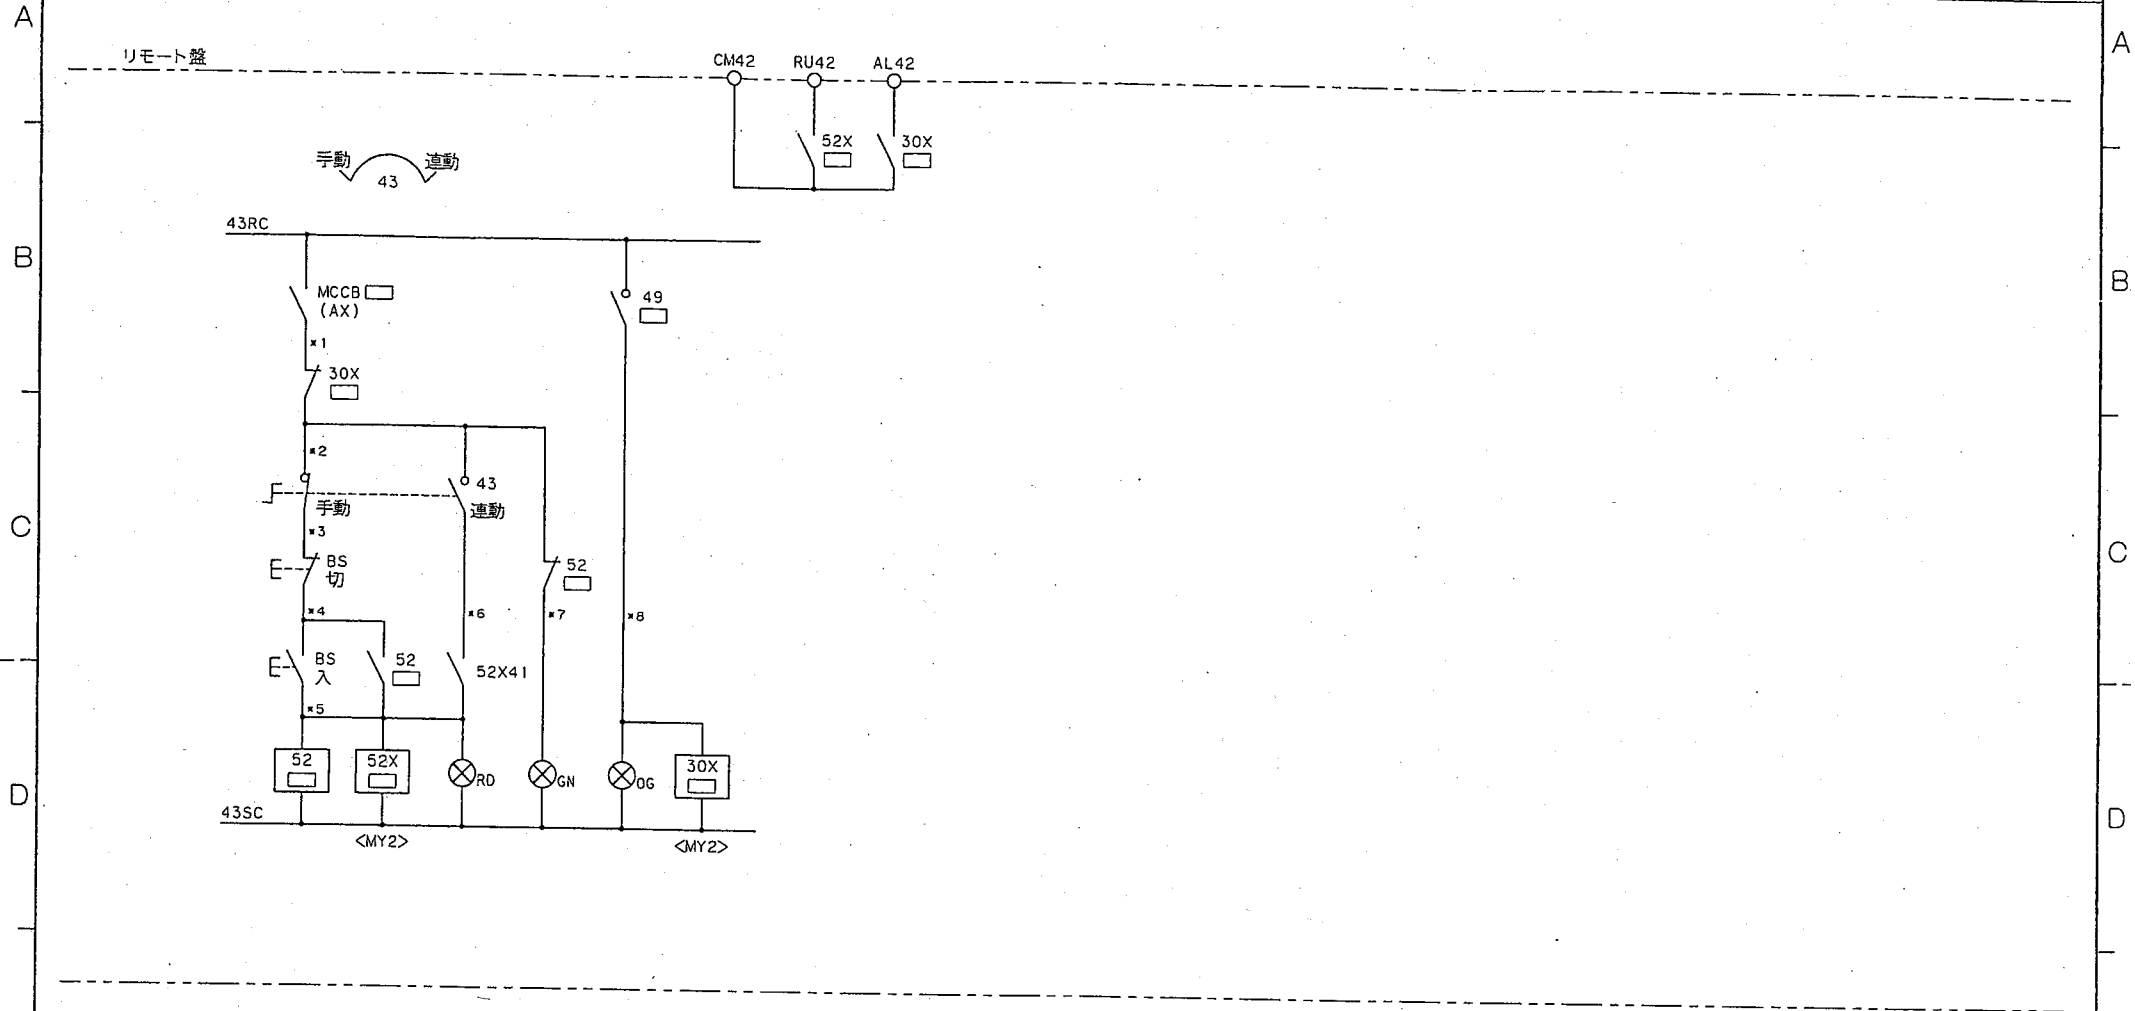 A
A
リモート盤
CM42 RU42 AL42
52X 30X
手動 連動
43
43RC
B
B
MCCB
(AX)
49
*1
30X
*2
43
手動 連動
*3
C
C
BS
切
52
*4 *6 *7 *8
BS
入
52
52X41
*5
52 52X RD GN OG 30X
D
D
43SC
<MY2> <MY2>